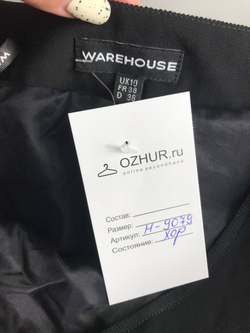 WAREHOUSE
UK10
FR 38
D 36
OZHUR.ru
online secondhand
Состав:
Размер:
Артикул: Н-9079
Состояние: хор